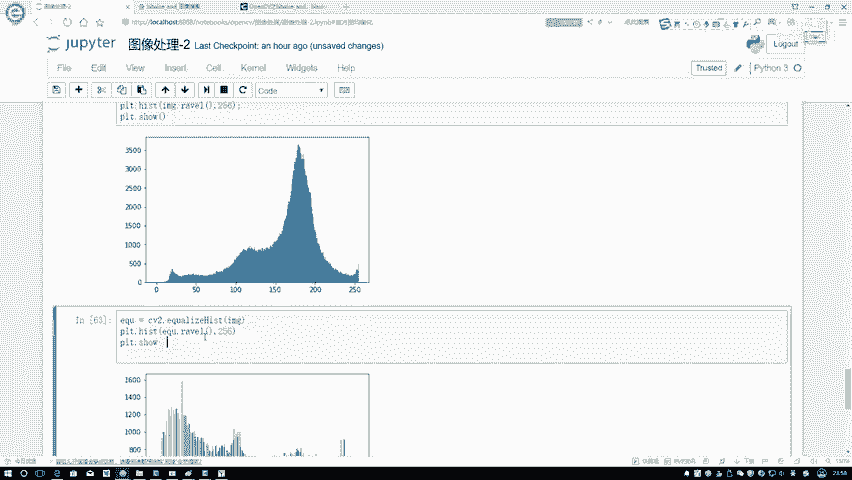 jupyter 图像处理-2 Last Checkpoint: an hour ago (unsaved changes)
Logout
File Edit View Insert Cell Kernel Widgets Help
Trusted Python 3
Code
plt.hist(img.ravel(),256);
plt.show()
3500
3000
2500
2000
1500
1000
500
0
0 50 100 150 200 250
In [63]:
equ = cv2.equalizeHist(img)
plt.hist(equ.ravel(),256)
plt.show
1600
1400
1200
1000
800
23:58